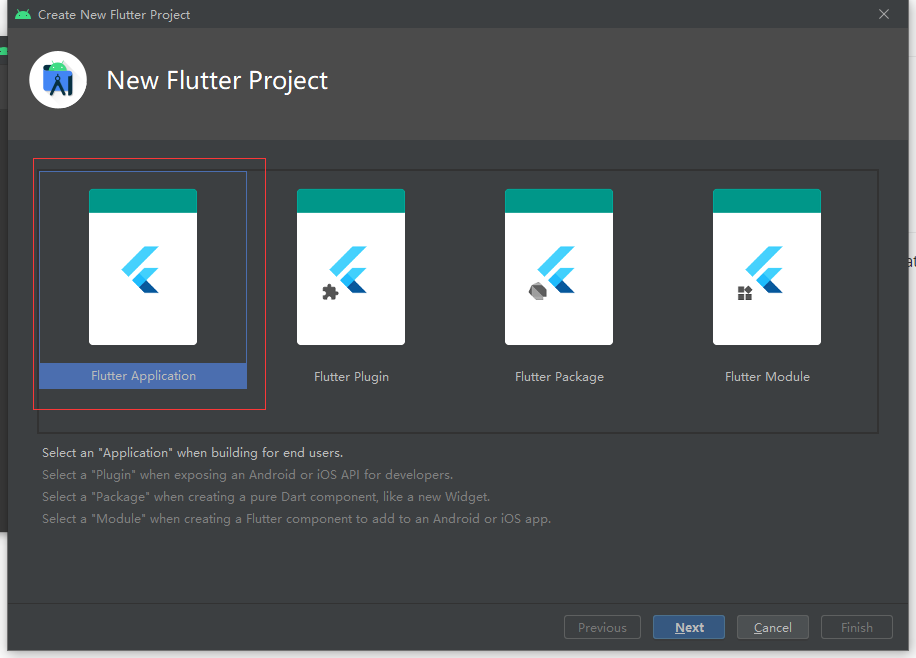 Create New Flutter Project
New Flutter Project
Flutter Application
Flutter Plugin
Flutter Package
Flutter Module
Select an "Application" when building for end users.
Select a "Plugin" when exposing an Android or iOS API for developers.
Select a "Package" when creating a pure Dart component, like a new Widget.
Select a "Module" when creating a Flutter component to add to an Android or iOS app.
Previous
Next
Cancel
Finish